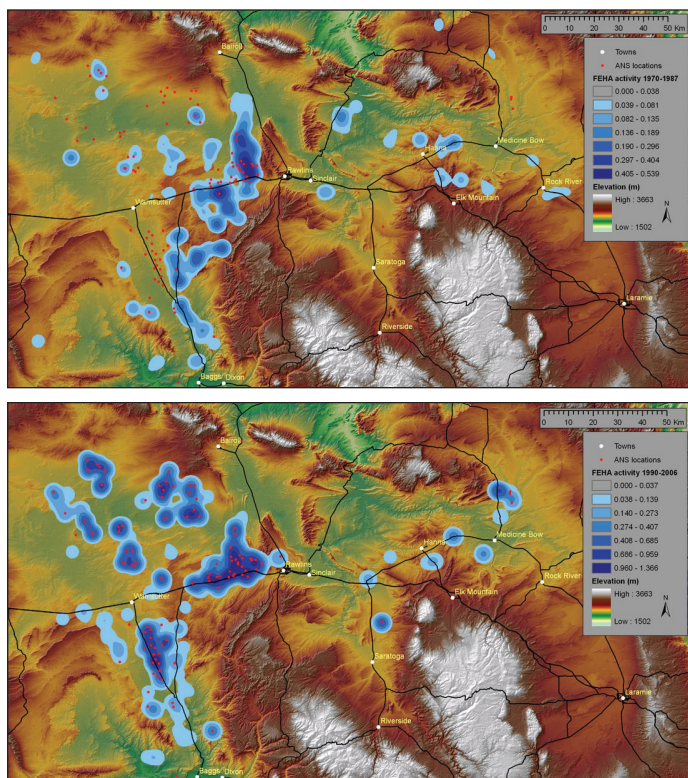 0 10 20 30 40 50 Km
Towns
ANS locations
FEHA activity 1970-1987
0.000 - 0.038
0.039 - 0.081
0.082 - 0.135
0.136 - 0.189
0.190 - 0.296
0.297 - 0.404
0.405 - 0.539
Elevation (m)
High : 3663
N
Low : 1502
Bairoil
Medicine Bow
Hanna
Rawlins
Sinclair
Rock River
Elk Mountain
Wamsutter
Saratoga
Laramie
Riverside
Baggs Dixon
0 10 20 30 40 50 Km
Towns
ANS locations
FEHA activity 1990-2006
0.000 - 0.037
0.038 - 0.139
0.140 - 0.273
0.274 - 0.407
0.408 - 0.685
0.686 - 0.959
0.960 - 1.366
Elevation (m)
High : 3663
N
Low : 1502
Bairoil
Medicine Bow
Hanna
Rawlins
Sinclair
Rock River
Elk Mountain
Wamsutter
Saratoga
Laramie
Riverside
Baggs Dixon